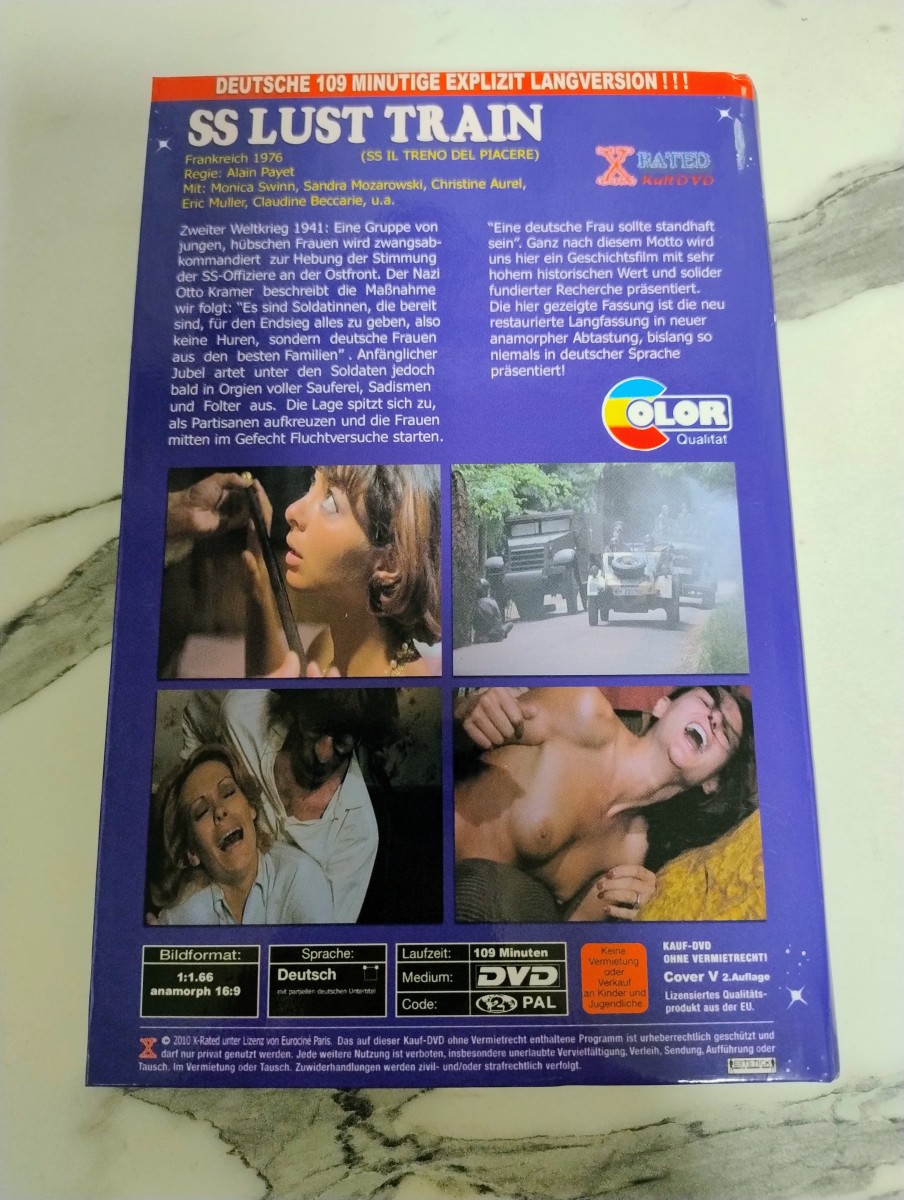 DEUTSCHE 109 MINUTIGE EXPLIZIT LANGVERSION!!!
SS LUST TRAIN
Frankreich 1976 (SS IL TRENO DEL PIACERE)
Regie: Alain Payet
Mit: Monica Swinn, Sandra Mozarowski, Christine Aurel,
Eric Muller, Claudine Beccarie, u.a.
X RATED
Kult DVD
Zweiter Weltkrieg 1941: Eine Gruppe von
jungen, hübschen Frauen wird zwangsab-
kommandiert zur Hebung der Stimmung
der SS-Offiziere an der Ostfront. Der Nazi
Otto Kramer beschreibt die Maßnahme
wir folgt: "Es sind Soldatinnen, die bereit
sind, für den Endsieg alles zu geben, also
keine Huren, sondern deutsche Frauen
aus den besten Familien". Anfänglicher
Jubel artet unter den Soldaten jedoch
bald in Orgien voller Sauferei, Sadismen
und Folter aus. Die Lage spitzt sich zu,
als Partisanen aufkreuzen und die Frauen
mitten im Gefecht Fluchtversuche starten.
"Eine deutsche Frau sollte standhaft
sein". Ganz nach diesem Motto wird
uns hier ein Geschichtsfilm mit sehr
hohem historischen Wert und solider
fundierter Recherche präsentiert.
Die hier gezeigte Fassung ist die neu
restaurierte Langfassung in neuer
anamorpher Abtastung, bislang so
niemals in deutscher Sprache
präsentiert!
COLOR
Qualität
Bildformat:
1:1.66
anamorph 16:9
Sprache:
Deutsch
mit partiellen deutschen Untertitel
Laufzeit: 109 Minuten
Medium: DVD
Code: 2 PAL
Keine
Vermietung
oder
Verkauf
an Kinder und
Jugendliche
KAUF-DVD
OHNE VERMIETRECHT!
Cover V 2.Auflage
Lizensiertes Qualitäts-
produkt aus der EU.
X © 2010 X-Rated unter Lizenz von Eurociné Paris. Das auf dieser Kauf-DVD ohne Vermietrecht enthaltene Programm ist urheberrechtlich geschützt und
darf nur privat genutzt werden. Jede weitere Nutzung ist verboten, insbesondere unerlaubte Vervielfältigung, Verleih, Sendung, Aufführung oder
Tausch. Im Vermietung oder Tausch. Zuwiderhandlungen werden zivil- und/oder strafrechtlich verfolgt.